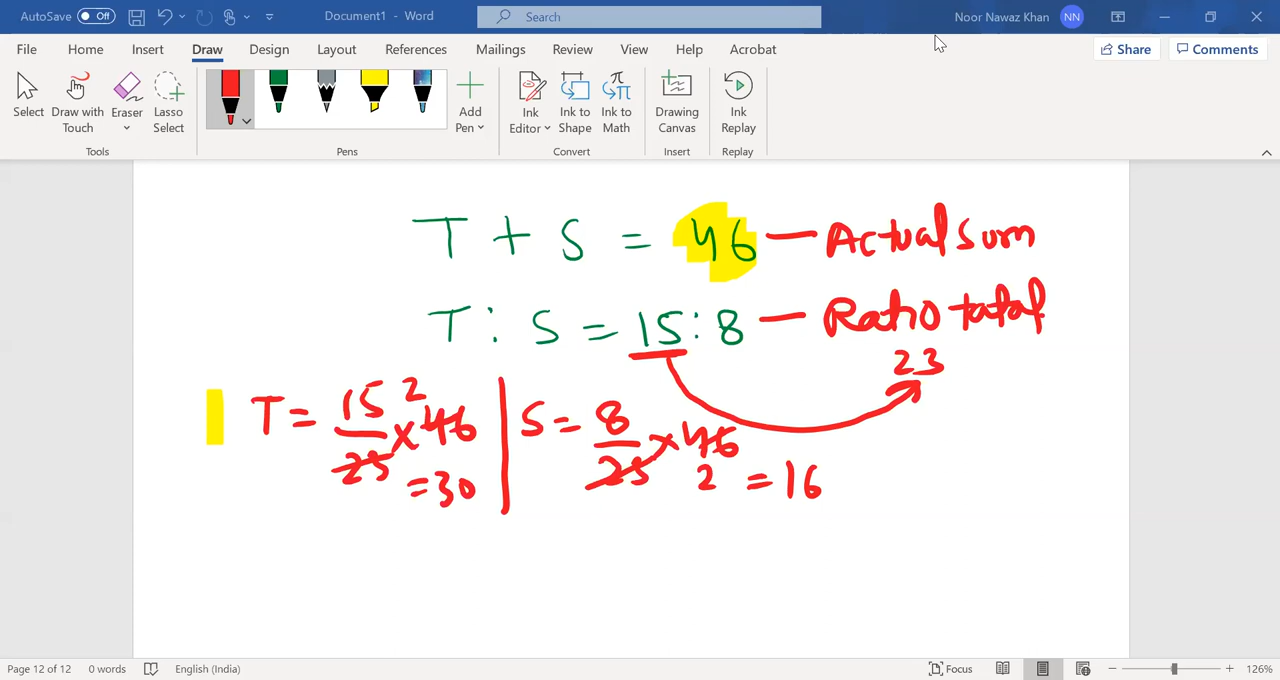 AutoSave Off Document1 - Word Search Noor Nawaz Khan NN
File Home Insert Draw Design Layout References Mailings Review View Help Acrobat Share Comments
Select Draw with Touch Eraser Lasso Select Add Pen Ink Editor Ink to Shape Ink to Math Drawing Canvas Ink Replay
Tools Pens Convert Insert Replay
T + S = 46 — Actual Sum
T : S = 15 : 8 — Ratio total
23
T = 15/23 × 46 2 = 30
S = 8/23 × 46 2 = 16
Page 12 of 12 0 words English (India) Focus 126%